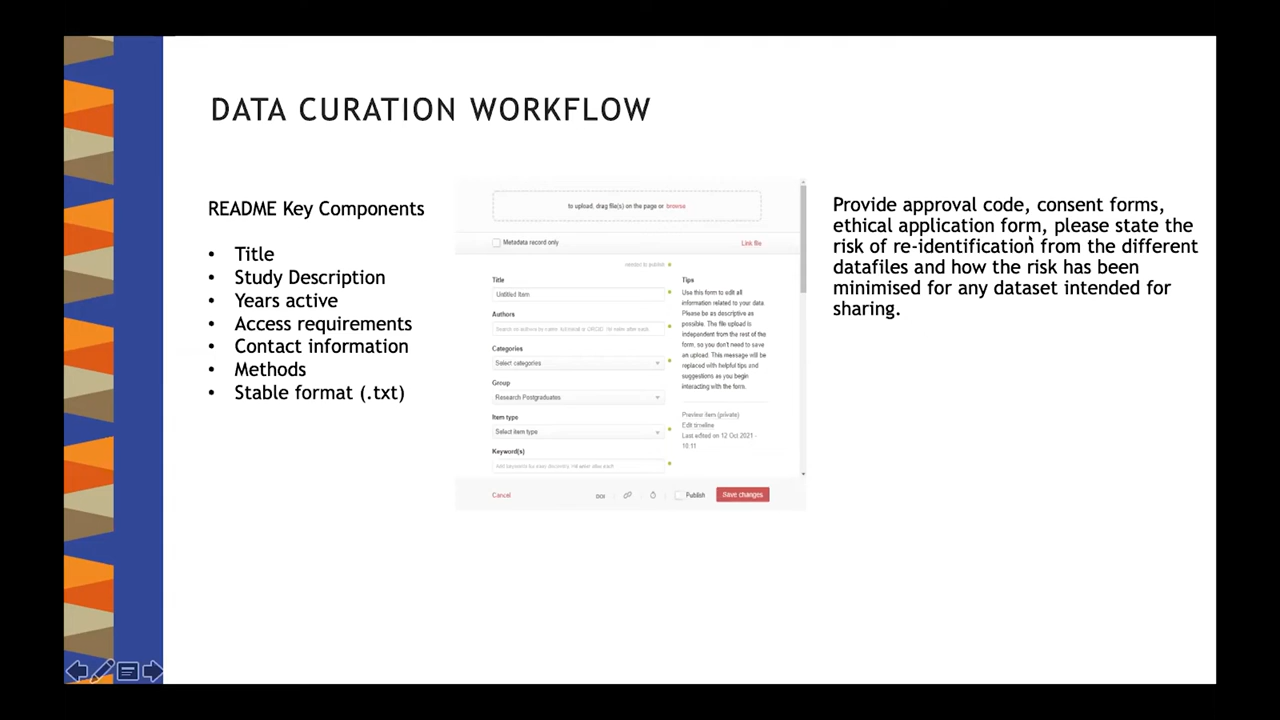 DATA CURATION WORKFLOW
README Key Components
• Title
• Study Description
• Years active
• Access requirements
• Contact information
• Methods
• Stable format (.txt)
to upload, drag file(s) on the page or browse
Metadata record only
Link file
needed to publish
Title
Untitled Item
Authors
Categories
Select categories
Group
Research Postgraduates
Item type
Select item type
Keyword(s)
Tips
Use this form to edit all
information related to your data.
Please be as descriptive as
possible. The file upload is
independent from the rest of the
form, so you don't need to save
an upload. This message will be
replaced with helpful tips and
suggestions as you begin
interacting with the form.
Preview item (private)
Edit timeline
Last edited on 12 Oct 2021 -
10:11
Cancel
DOI
Publish
Save changes
Provide approval code, consent forms,
ethical application form, please state the
risk of re-identification from the different
datafiles and how the risk has been
minimised for any dataset intended for
sharing.